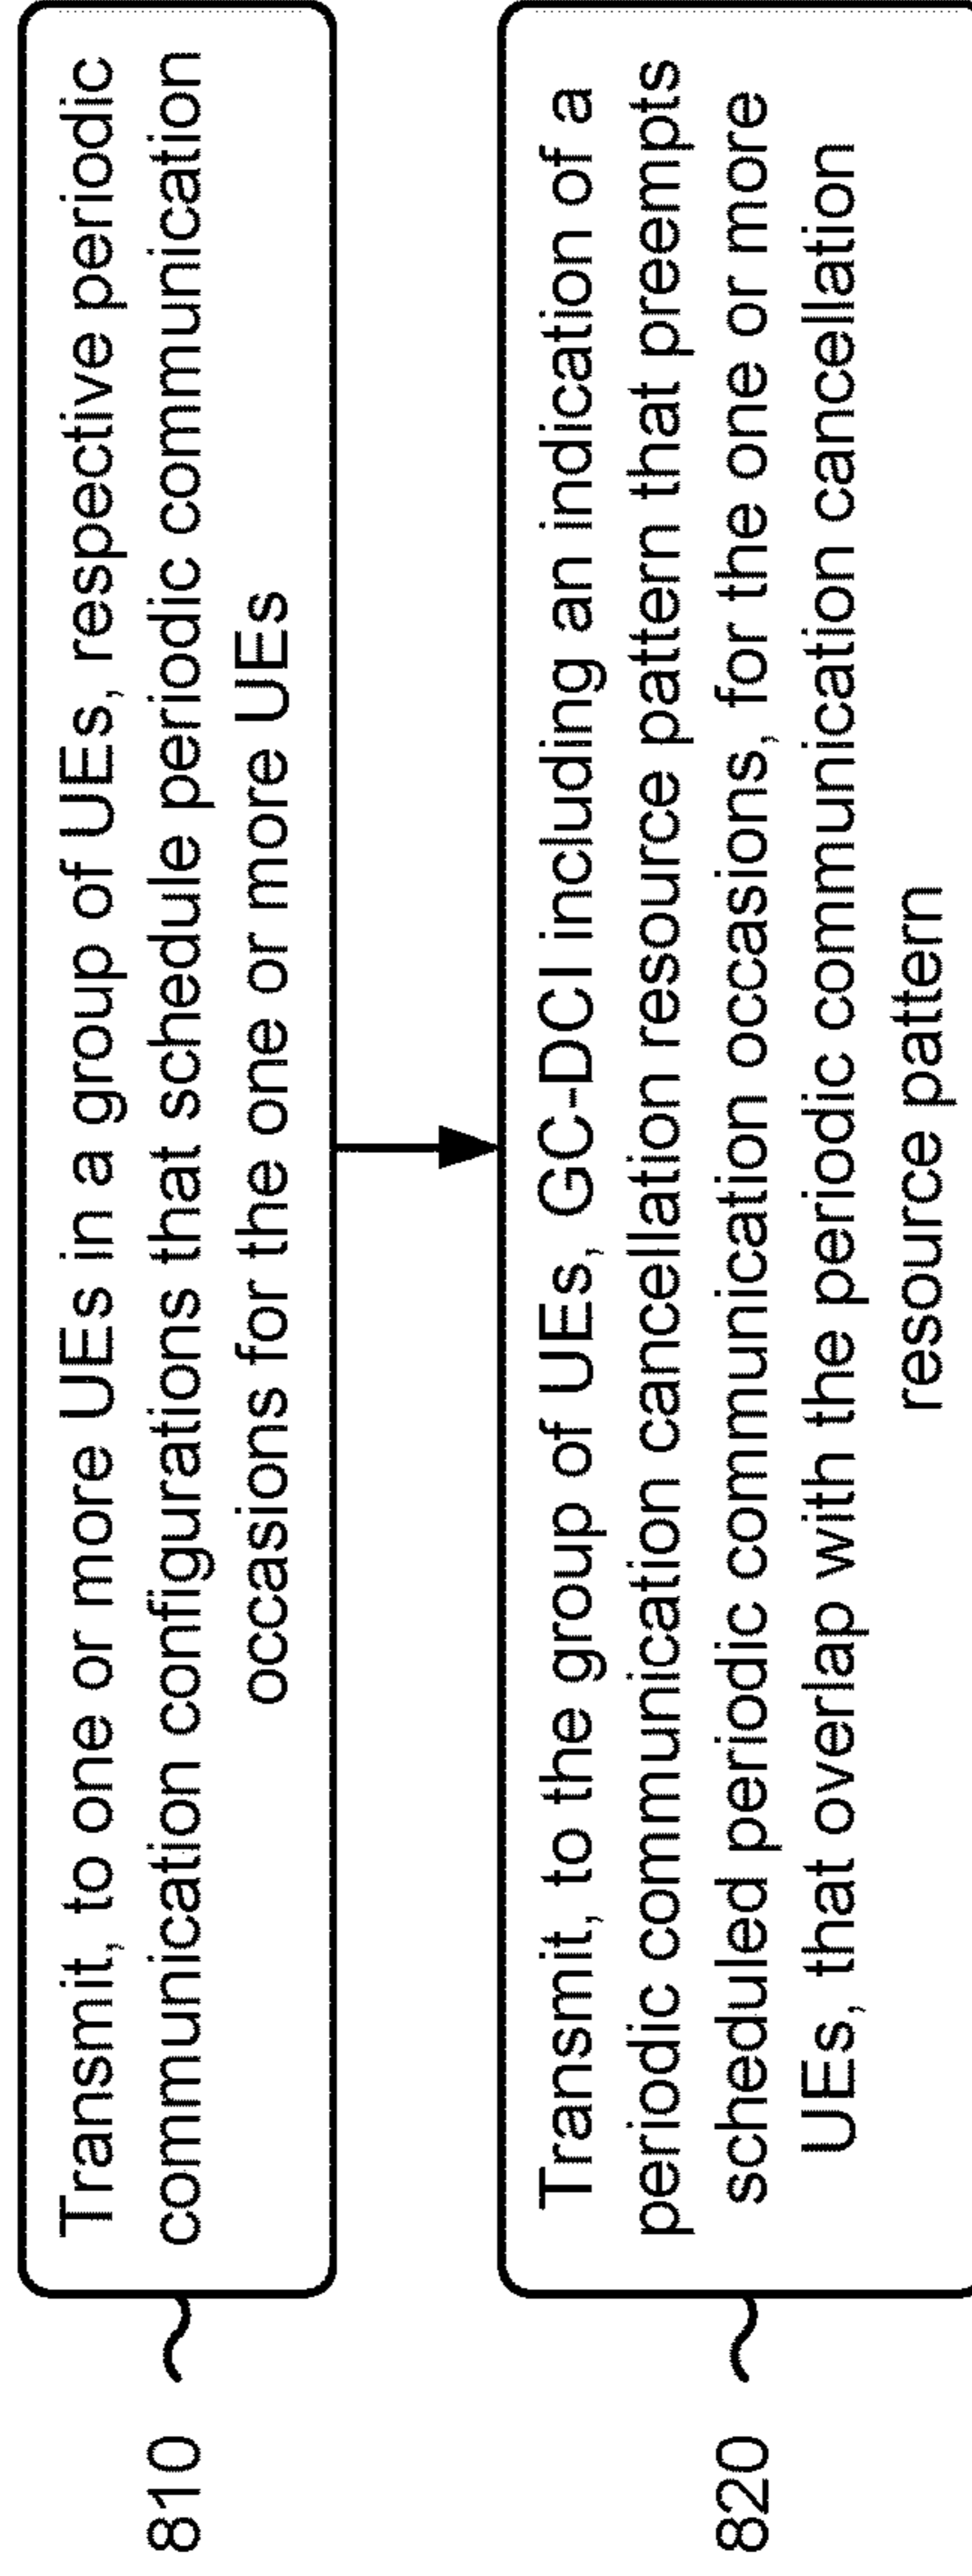 810
Transmit, to one or more UEs in a group of UEs, respective periodic
communication configurations that schedule periodic communication
occasions for the one or more UEs
820
Transmit, to the group of UEs, GC-DCI including an indication of a
periodic communication cancellation resource pattern that preempts
scheduled periodic communication occasions, for the one or more
UEs, that overlap with the periodic communication cancellation
resource pattern